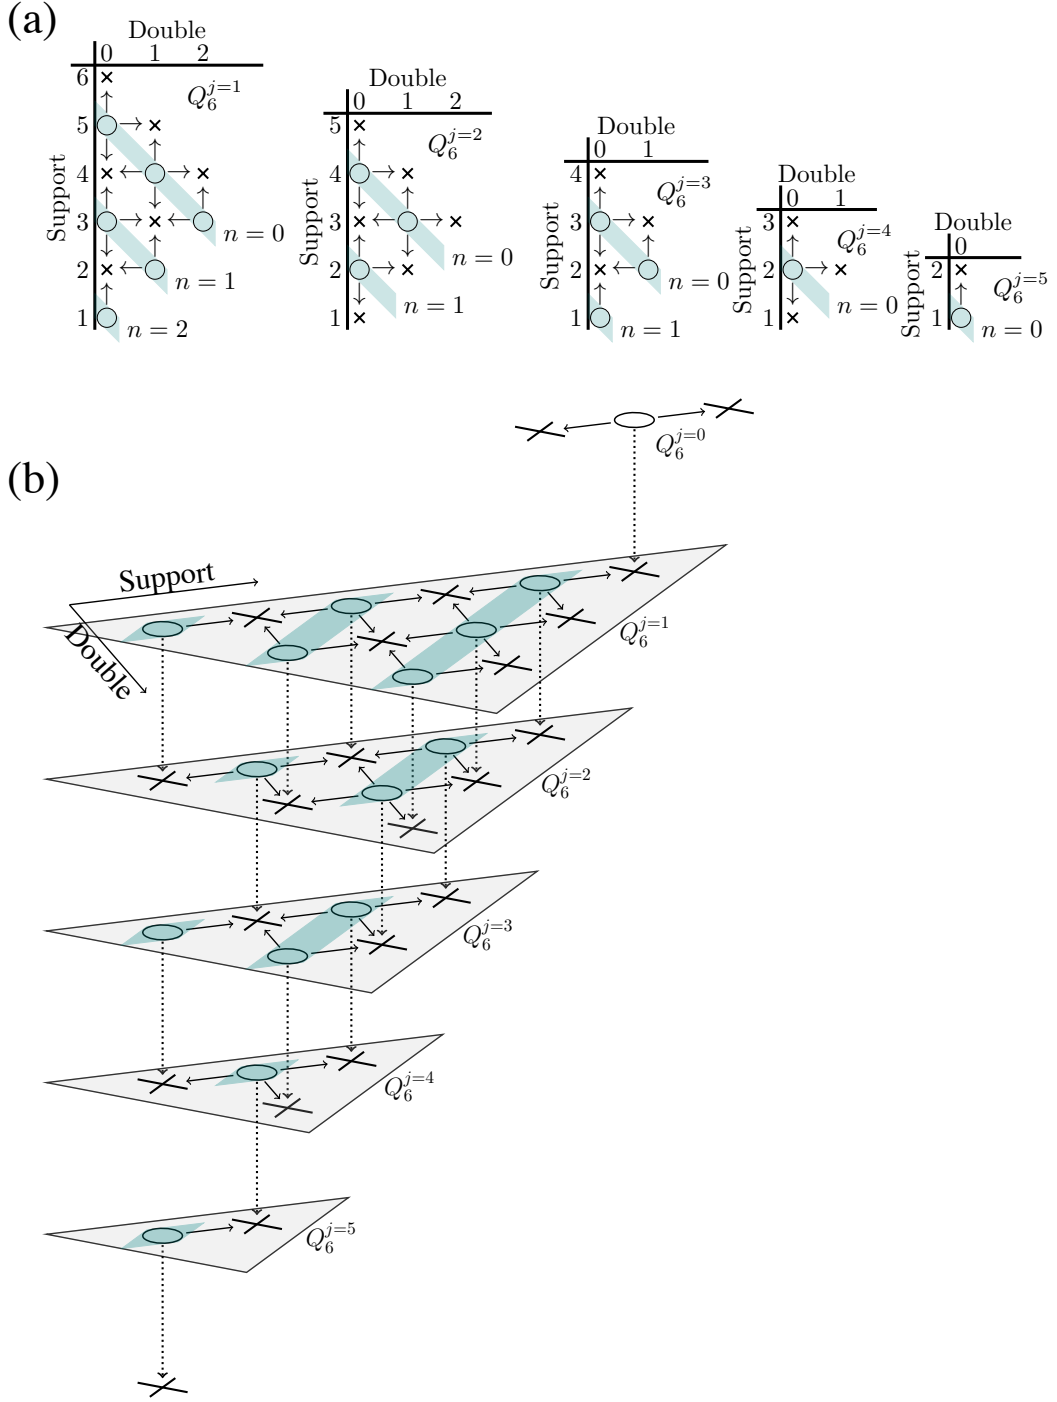 (a)
Double
0 1 2
Support
6
5
4
3
2
1
Q_6^{j=1}
n = 0
n = 1
n = 2
Double
0 1 2
Support
5
4
3
2
1
Q_6^{j=2}
n = 0
n = 1
Double
0 1
Support
4
3
2
1
Q_6^{j=3}
n = 0
n = 1
Double
0 1
Support
3
2
1
Q_6^{j=4}
n = 0
Double
0
Support
2
1
Q_6^{j=5}
n = 0
(b)
Q_6^{j=0}
Support
Double
Q_6^{j=1}
Q_6^{j=2}
Q_6^{j=3}
Q_6^{j=4}
Q_6^{j=5}